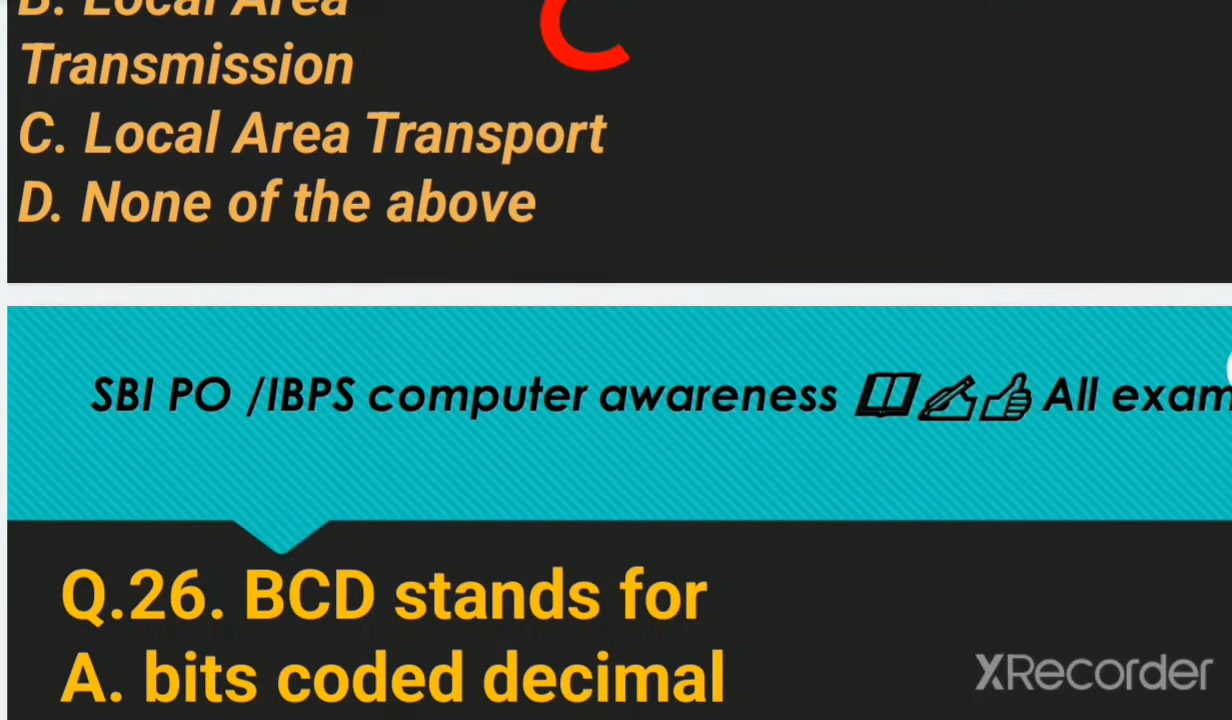 B. Local Area
Transmission
C. Local Area Transport
D. None of the above
SBI PO /IBPS computer awareness 📖✍👍 All exam
Q.26. BCD stands for
A. bits coded decimal
XRecorder